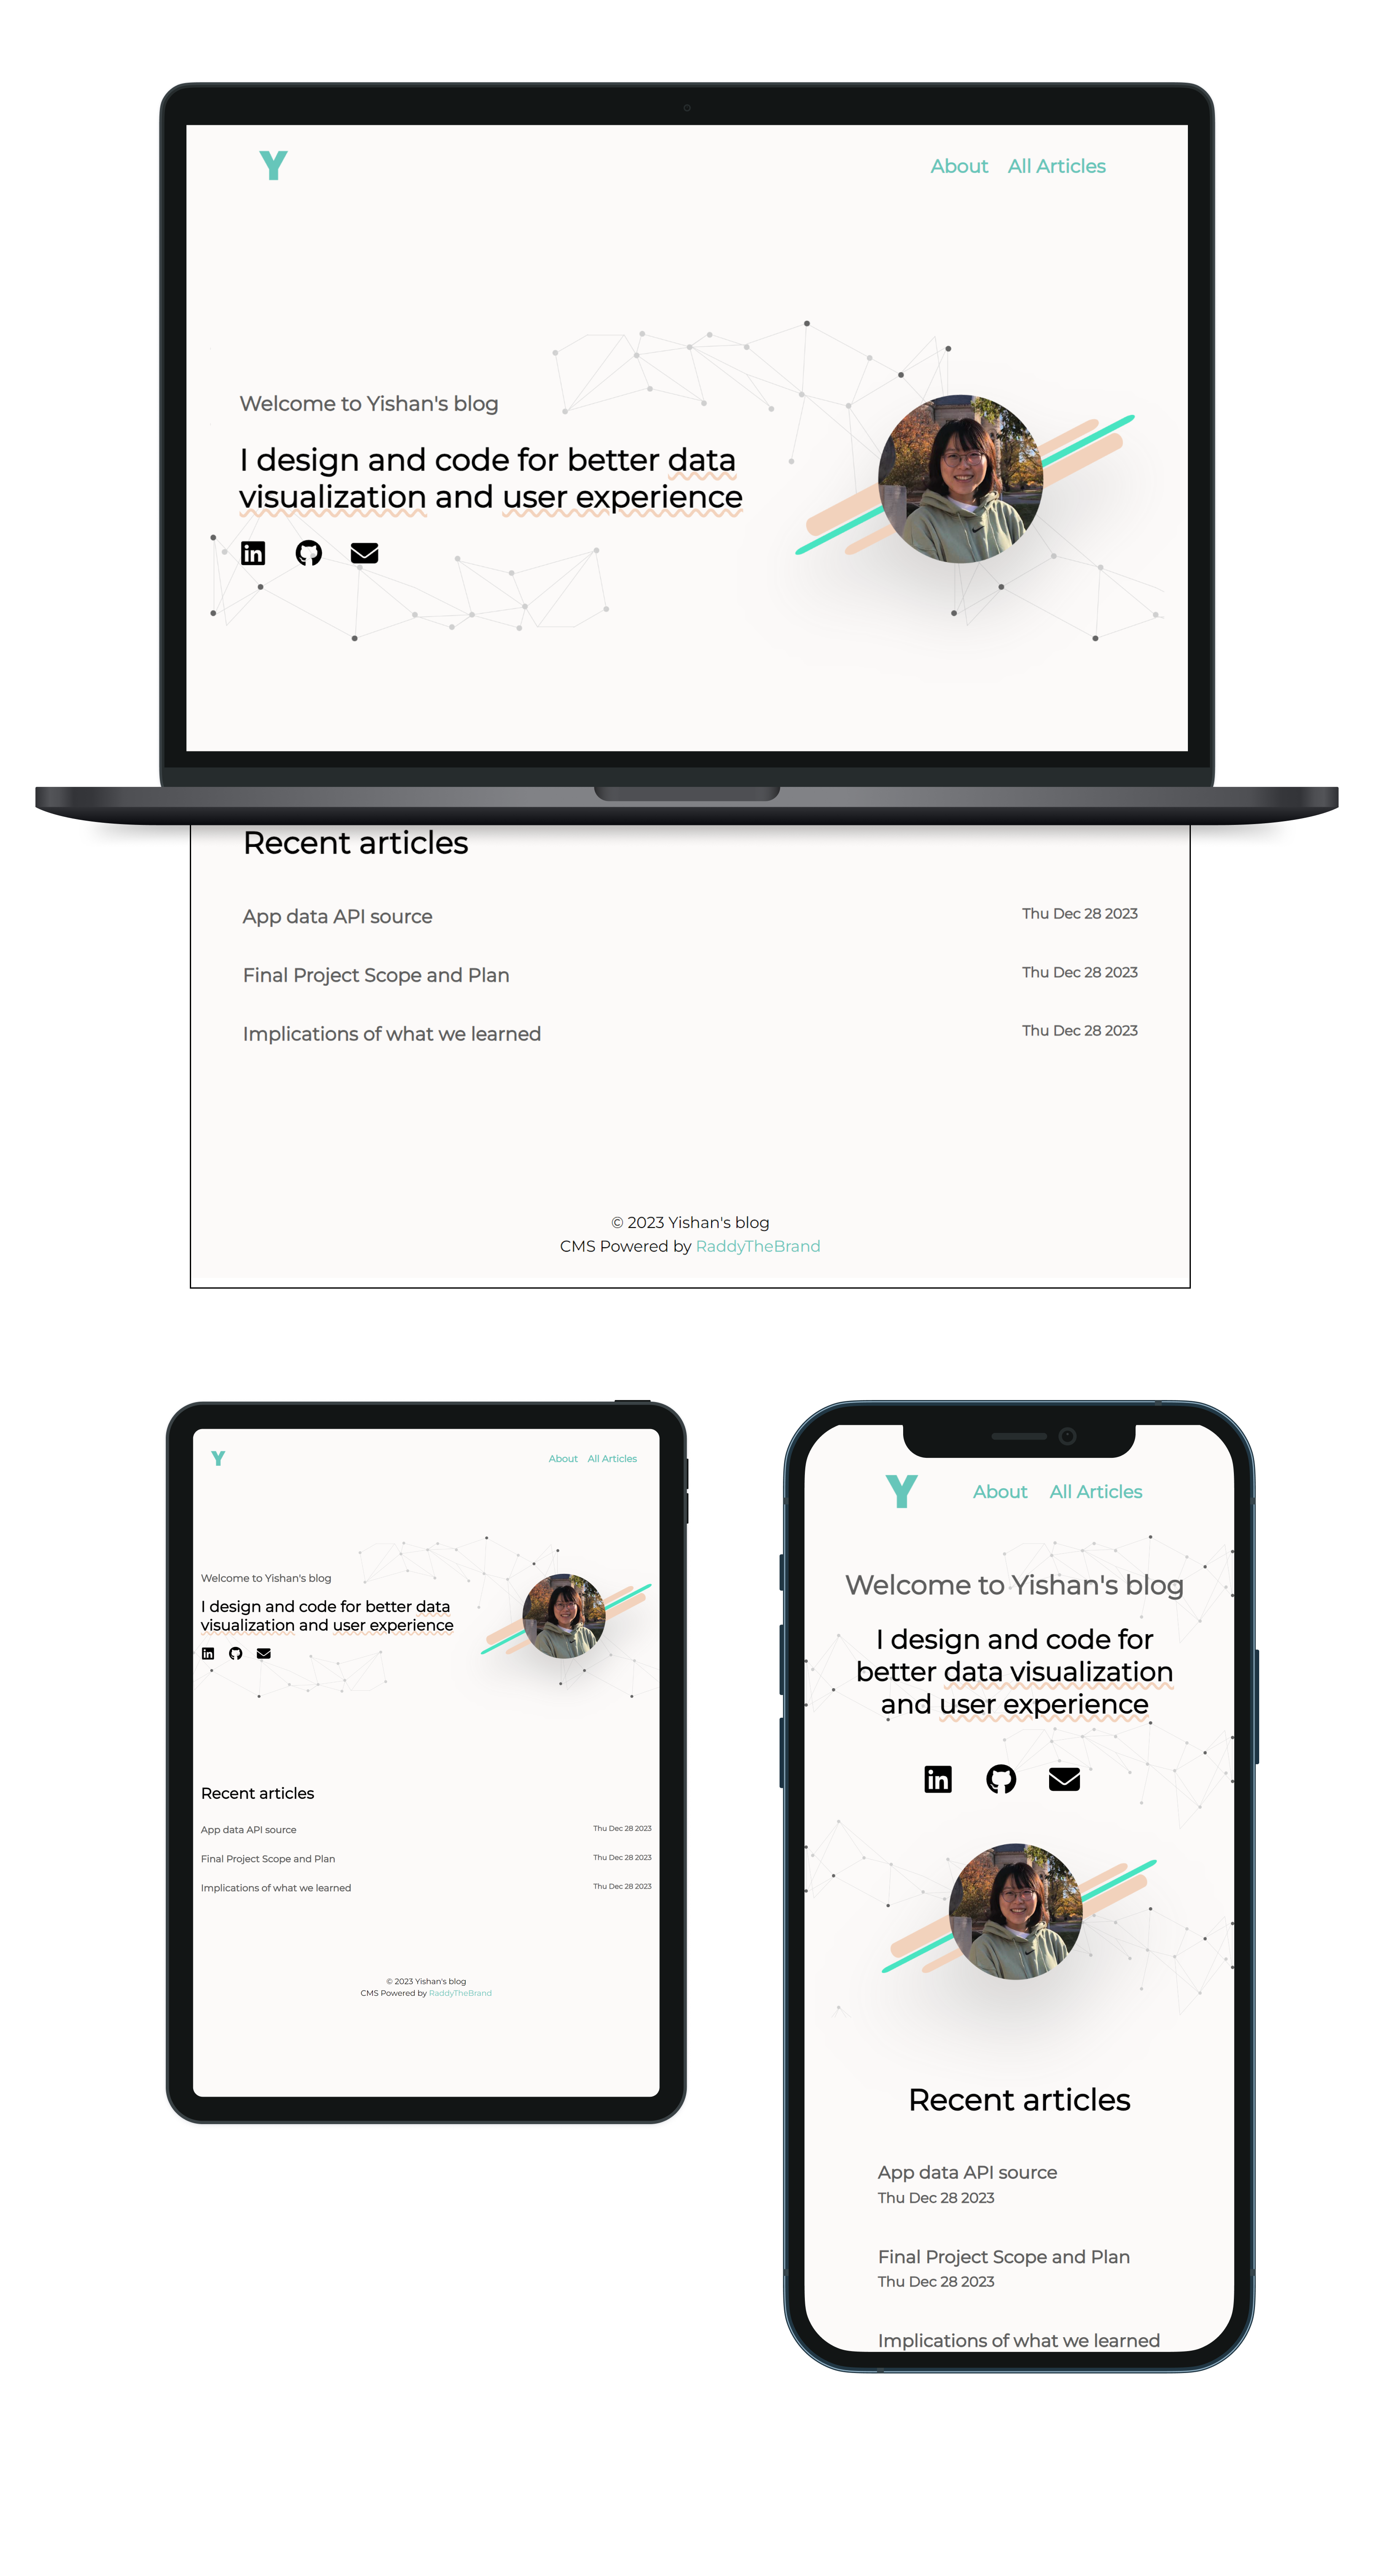 Y
About All Articles
Welcome to Yishan's blog
I design and code for better data
visualization and user experience
in
Recent articles
App data API source Thu Dec 28 2023
Final Project Scope and Plan Thu Dec 28 2023
Implications of what we learned Thu Dec 28 2023
© 2023 Yishan's blog
CMS Powered by RaddyTheBrand
Y
About All Articles
Welcome to Yishan's blog
I design and code for better data
visualization and user experience
in
Recent articles
App data API source Thu Dec 28 2023
Final Project Scope and Plan Thu Dec 28 2023
Implications of what we learned Thu Dec 28 2023
© 2023 Yishan's blog
CMS Powered by RaddyTheBrand
Y
About All Articles
Welcome to Yishan's blog
I design and code for
better data visualization
and user experience
in
Recent articles
App data API source
Thu Dec 28 2023
Final Project Scope and Plan
Thu Dec 28 2023
Implications of what we learned